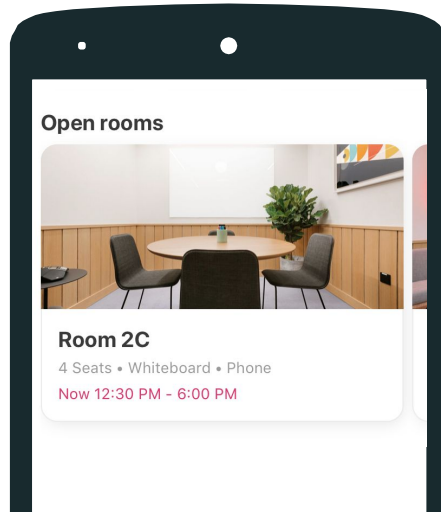 Open rooms
Room 2C
4 Seats • Whiteboard • Phone
Now 12:30 PM - 6:00 PM